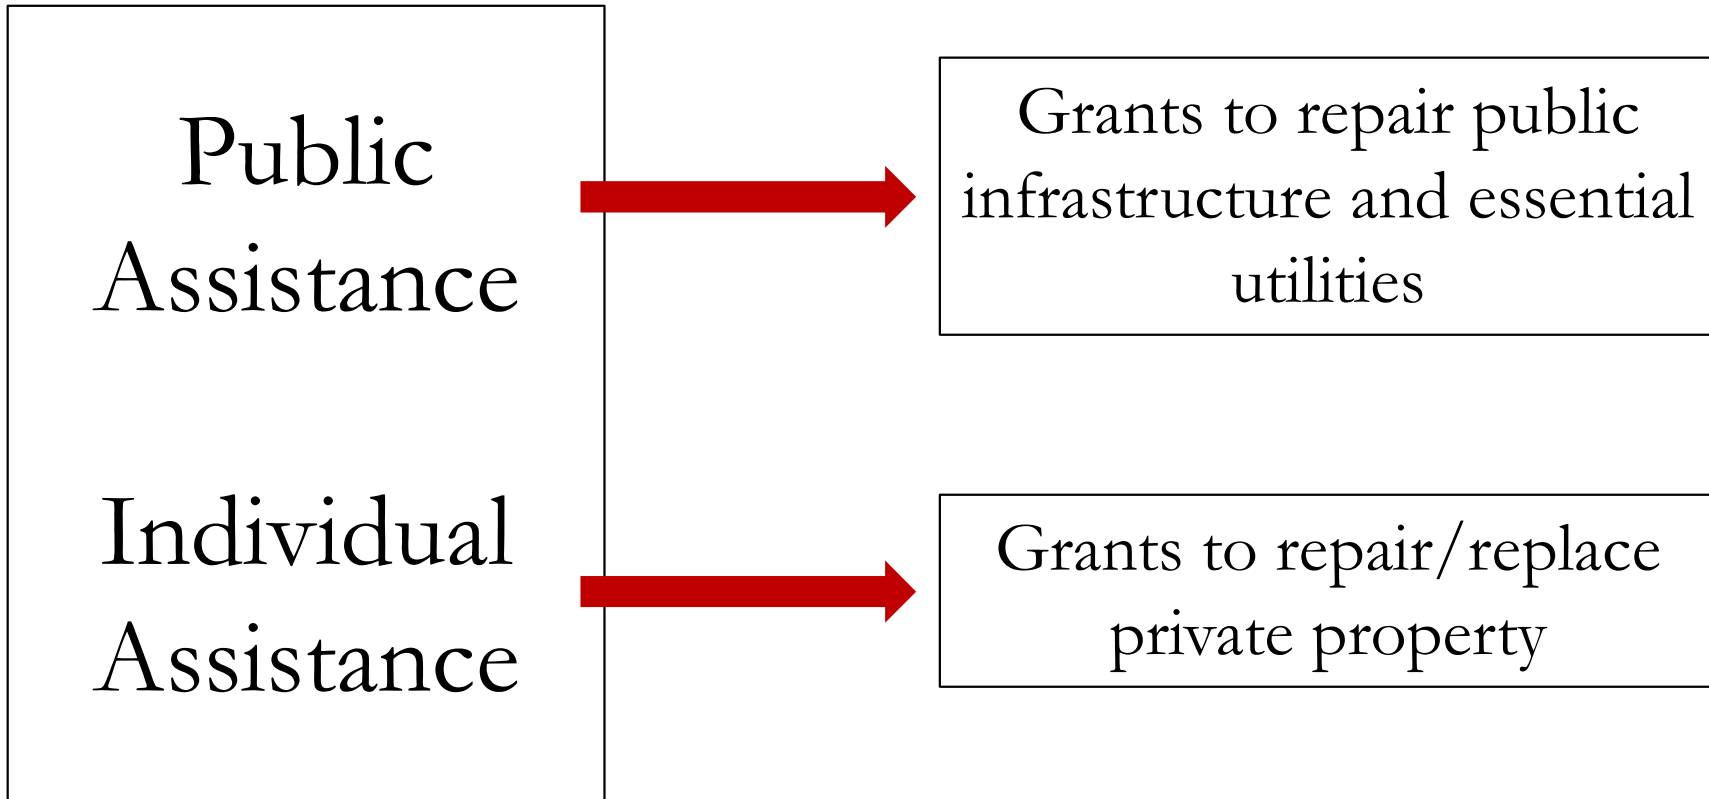 Public
Assistance
Grants to repair public
infrastructure and essential
utilities
Individual
Assistance
Grants to repair/replace
private property